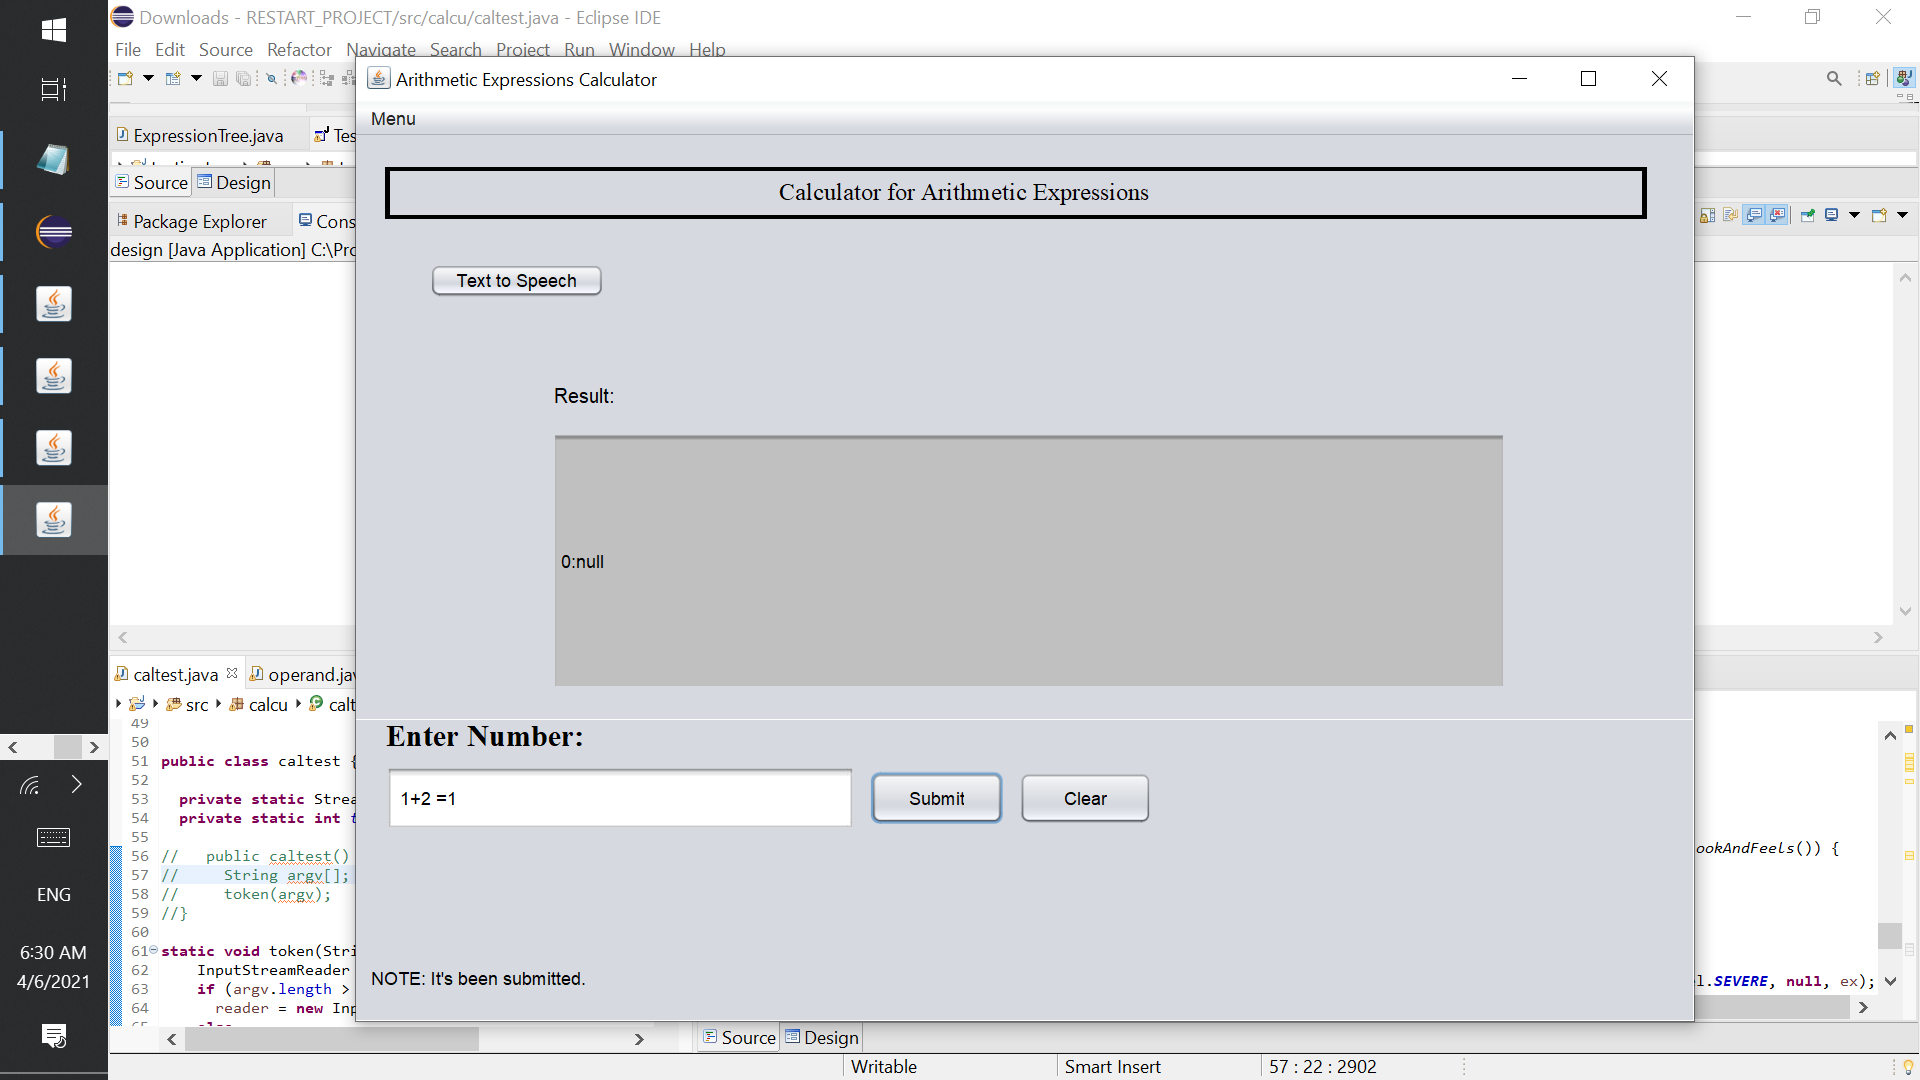 Downloads - RESTART_PROJECT/src/calcu/caltest.java - Eclipse IDE
File Edit Source Refactor Navigate Search Project Run Window Help
Arithmetic Expressions Calculator
Menu
ExpressionTree.java
Tes
Source Design
Calculator for Arithmetic Expressions
Package Explorer
Cons
design [Java Application] C:\Pro
Text to Speech
Result:
0:null
caltest.java
operand.jav
src calcu calt
Enter Number:
1+2 =1
Submit
Clear
NOTE: It's been submitted.
49
50
51 public class caltest {
52
53 private static Strea
54 private static int t
55
56 // public caltest()
57 // String argv[];
58 // token(argv);
59 //}
60
61 static void token(Stri
62 InputStreamReader
63 if (argv.length >
64 reader = new Inp
ookAndFeels()) {
l.SEVERE, null, ex);
Source Design
Writable
Smart Insert
57 : 22 : 2902
ENG
6:30 AM
4/6/2021